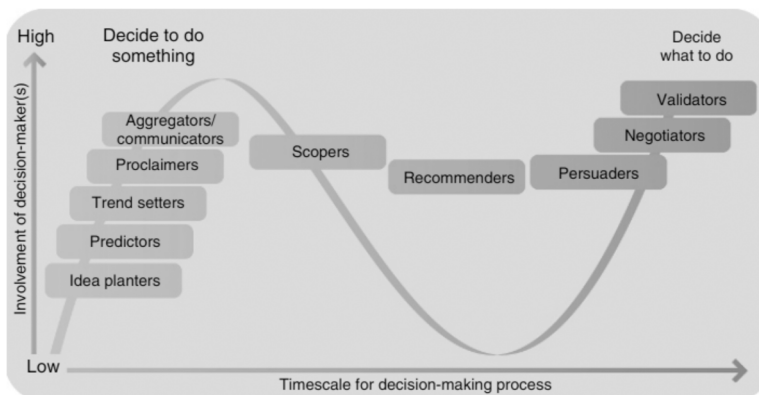 High
Decide to do
something
Decide
what to do
Validators
Aggregators/
communicators
Negotiators
Scopers
Proclaimers
Recommenders
Persuaders
Trend setters
Predictors
Idea planters
Involvement of decision-maker(s)
Low
Timescale for decision-making process